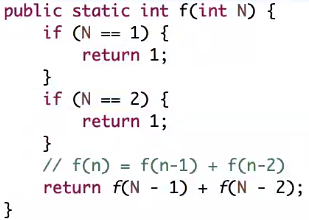 public static int f(int N) {
    if (N == 1) {
        return 1;
    }
    if (N == 2) {
        return 1;
    }
    // f(n) = f(n-1) + f(n-2)
    return f(N - 1) + f(N - 2);
}